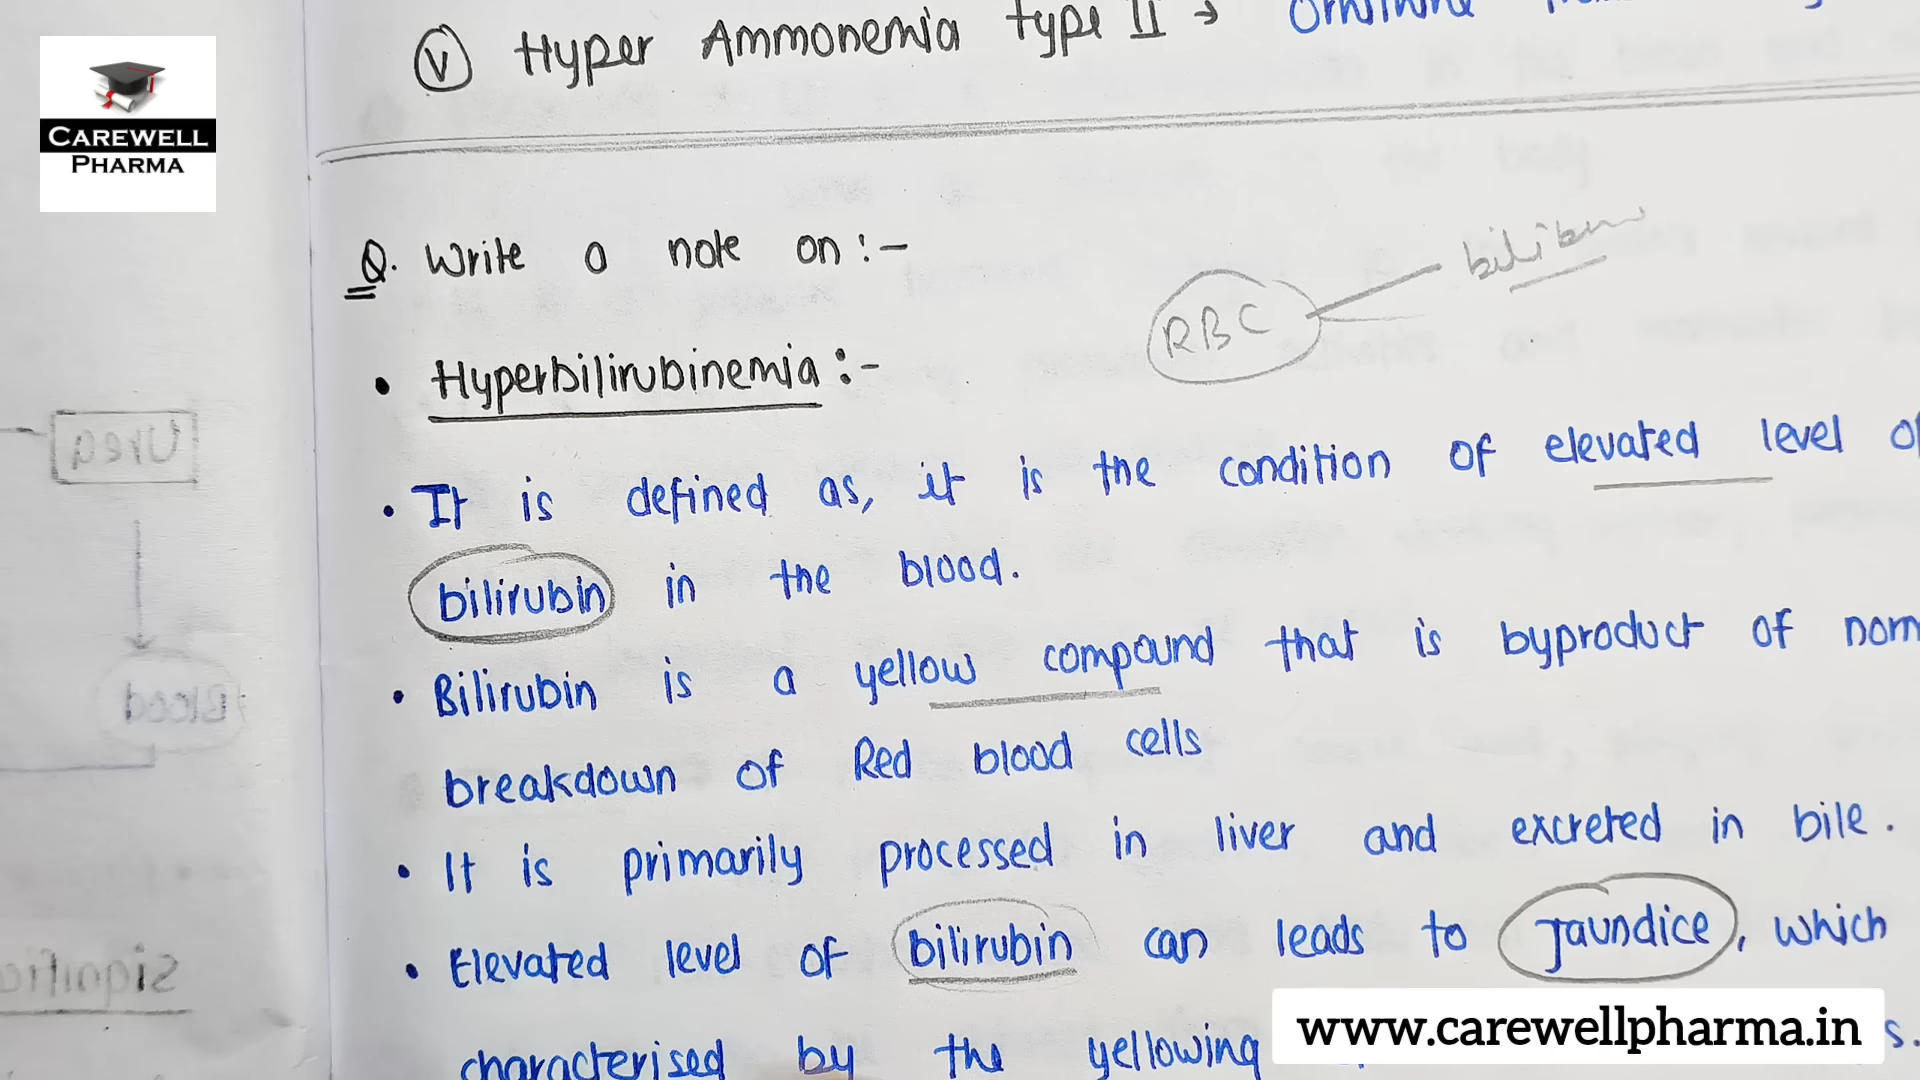 CAREWELL
PHARMA
(V) Hyper Ammonemia type II →
Q. Write a note on :-
RBC
• Hyperbilirubinemia :-
• It is defined as, it is the condition of elevated level of
bilirubin in the blood.
• Bilirubin is a yellow compound that is byproduct of
breakdown of Red blood cells
• It is primarily processed in liver and excreted in bile.
• Elevated level of bilirubin can leads to Jaundice, which
characterised by the yellowing
www.carewellpharma.in
Urea
Blood